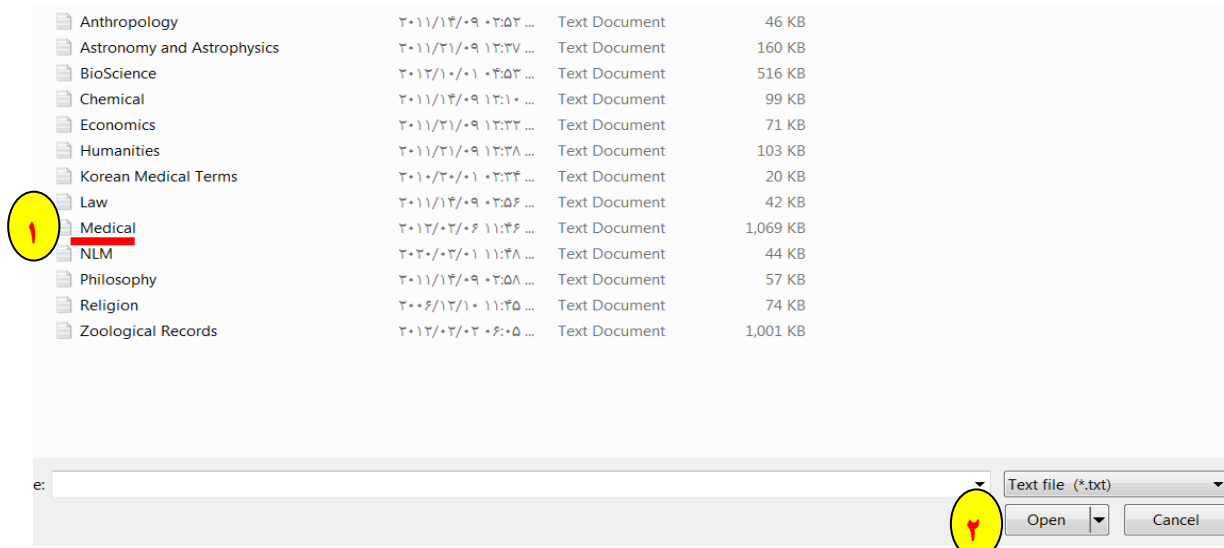 Anthropology ۲۰۱۱/۱۴/۰۹ ۰۲:۵۲ ... Text Document 46 KB
Astronomy and Astrophysics ۲۰۱۱/۲۱/۰۹ ۱۲:۳۷ ... Text Document 160 KB
BioScience ۲۰۱۲/۱۰/۰۱ ۰۴:۵۳ ... Text Document 516 KB
Chemical ۲۰۱۱/۱۴/۰۹ ۱۲:۱۰ ... Text Document 99 KB
Economics ۲۰۱۱/۲۱/۰۹ ۱۲:۳۲ ... Text Document 71 KB
Humanities ۲۰۱۱/۲۱/۰۹ ۱۲:۳۸ ... Text Document 103 KB
Korean Medical Terms ۲۰۱۰/۲۰/۰۱ ۰۲:۳۴ ... Text Document 20 KB
Law ۲۰۱۱/۱۴/۰۹ ۰۲:۵۶ ... Text Document 42 KB
۱ Medical ۲۰۱۲/۰۲/۰۶ ۱۱:۴۶ ... Text Document 1,069 KB
NLM ۲۰۲۰/۰۳/۰۱ ۱۱:۴۸ ... Text Document 44 KB
Philosophy ۲۰۱۱/۱۴/۰۹ ۰۲:۵۸ ... Text Document 57 KB
Religion ۲۰۰۶/۱۲/۱۰ ۱۱:۴۵ ... Text Document 74 KB
Zoological Records ۲۰۱۲/۰۲/۰۲ ۰۶:۰۵ ... Text Document 1,001 KB
e: Text file (*.txt)
۲ Open Cancel